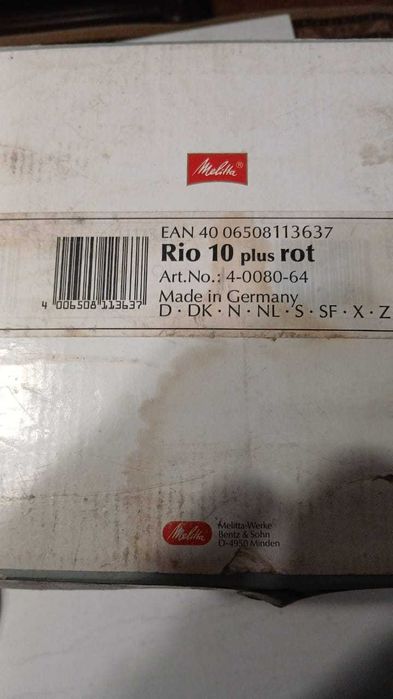 Melitta®
EAN 40 06508113637
Rio 10 plus rot
Art.No.: 4-0080-64
Made in Germany
D · DK · N · NL · S · SF · X · Z
4 006508 113637
Melitta
Melitta-Werke
Bentz & Sohn
D-4950 Minden